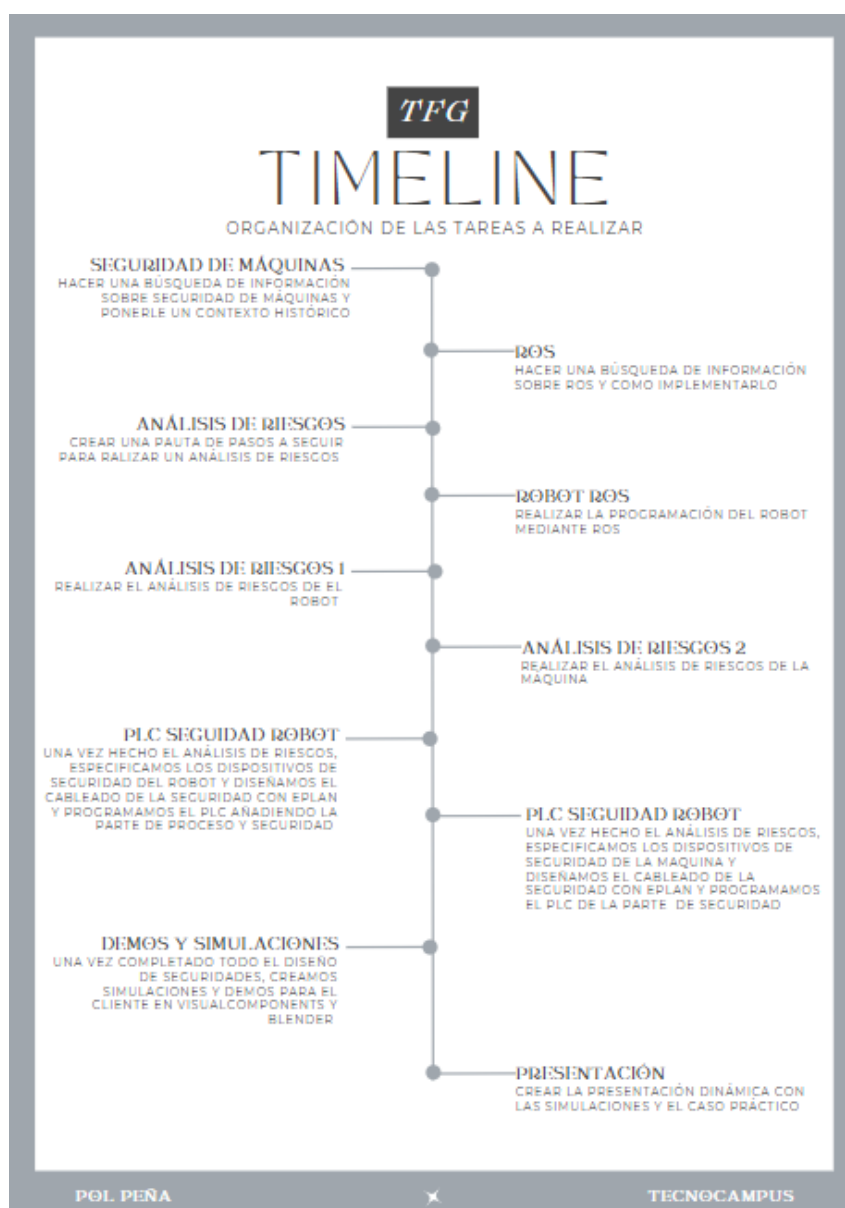 TFG
TIMELINE
ORGANIZACIÓN DE LAS TAREAS A REALIZAR
SEGURIDAD DE MÁQUINAS
HACER UNA BÚSQUEDA DE INFORMACIÓN
SOBRE SEGURIDAD DE MÁQUINAS Y
PONERLE UN CONTEXTO HISTÓRICO
ROS
HACER UNA BÚSQUEDA DE INFORMACIÓN
SOBRE ROS Y COMO IMPLEMENTARLO
ANÁLISIS DE RIESGOS
CREAR UNA PAUTA DE PASOS A SEGUIR
PARA RALIZAR UN ANÁLISIS DE RIESGOS
ROBOT ROS
REALIZAR LA PROGRAMACIÓN DEL ROBOT
MEDIANTE ROS
ANÁLISIS DE RIESGOS 1
REALIZAR EL ANÁLISIS DE RIESGOS DE EL
ROBOT
ANÁLISIS DE RIESGOS 2
REALIZAR EL ANÁLISIS DE RIESGOS DE LA
MÁQUINA
PLC SEGUIDAD ROBOT
UNA VEZ HECHO EL ANÁLISIS DE RIESGOS,
ESPECIFICAMOS LOS DISPOSITIVOS DE
SEGURIDAD DEL ROBOT Y DISEÑAMOS EL
CABLEADO DE LA SEGURIDAD CON EPLAN
Y PROGRAMAMOS EL PLC AÑADIENDO LA
PARTE DE PROCESO Y SEGURIDAD
PLC SEGUIDAD ROBOT
UNA VEZ HECHO EL ANÁLISIS DE RIESGOS,
ESPECIFICAMOS LOS DISPOSITIVOS DE
SEGURIDAD DE LA MAQUINA Y
DISEÑAMOS EL CABLEADO DE LA
SEGURIDAD CON EPLAN Y PROGRAMAMOS
EL PLC DE LA PARTE DE SEGURIDAD
DEMOS Y SIMULACIONES
UNA VEZ COMPLETADO TODO EL DISEÑO
DE SEGURIDADES, CREAMOS
SIMULACIONES Y DEMOS PARA EL
CLIENTE EN VISUALCOMPONENTS Y
BLENDER
PRESENTACIÓN
CREAR LA PRESENTACIÓN DINÁMICA CON
LAS SIMULACIONES Y EL CASO PRÁCTICO
POL PEÑA
TECNOCAMPUS